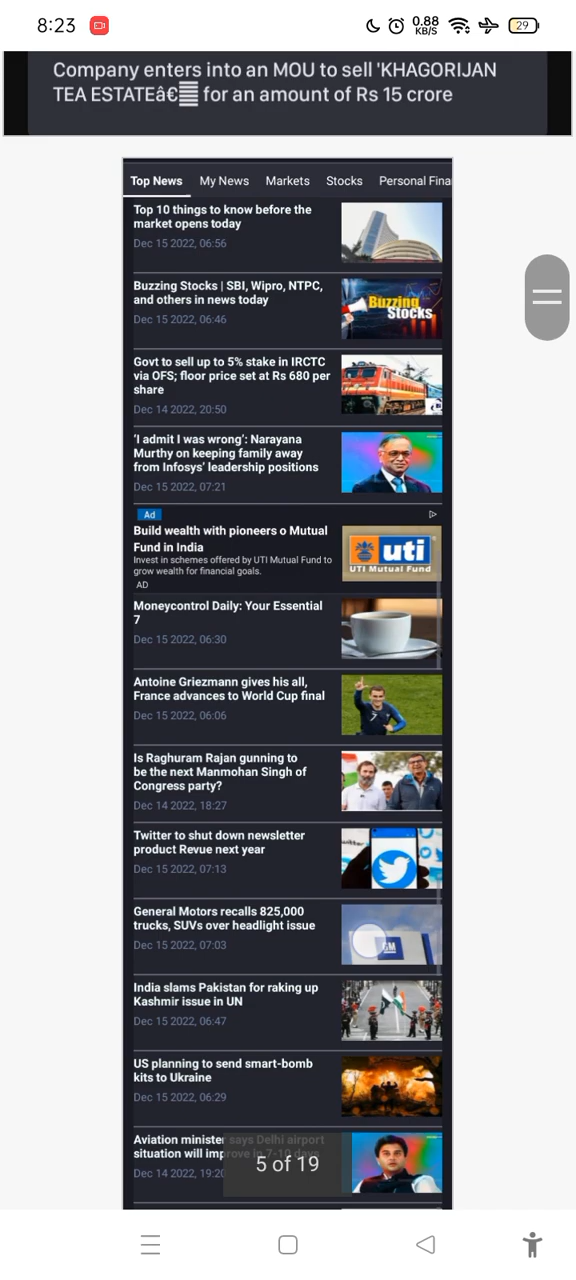 8:23
0.88
KB/S
29
Company enters into an MOU to sell 'KHAGORIJAN
TEA ESTATEâ€ for an amount of Rs 15 crore
Top News My News Markets Stocks Personal Fina
Top 10 things to know before the
market opens today
Dec 15 2022, 06:56
Buzzing Stocks | SBI, Wipro, NTPC,
and others in news today
Dec 15 2022, 06:46
Buzzing
Stocks
Govt to sell up to 5% stake in IRCTC
via OFS; floor price set at Rs 680 per
share
Dec 14 2022, 20:50
'I admit I was wrong': Narayana
Murthy on keeping family away
from Infosys' leadership positions
Dec 15 2022, 07:21
Ad
Build wealth with pioneers o Mutual
Fund in India
Invest in schemes offered by UTI Mutual Fund to
grow wealth for financial goals.
AD
uti
UTI Mutual Fund
Moneycontrol Daily: Your Essential
7
Dec 15 2022, 06:30
Antoine Griezmann gives his all,
France advances to World Cup final
Dec 15 2022, 06:06
7
Is Raghuram Rajan gunning to
be the next Manmohan Singh of
Congress party?
Dec 14 2022, 18:27
Twitter to shut down newsletter
product Revue next year
Dec 15 2022, 07:13
General Motors recalls 825,000
trucks, SUVs over headlight issue
Dec 15 2022, 07:03
GM
India slams Pakistan for raking up
Kashmir issue in UN
Dec 15 2022, 06:47
US planning to send smart-bomb
kits to Ukraine
Dec 15 2022, 06:29
Aviation minister says Delhi airport
situation will improve in 7-10 days
Dec 14 2022, 19:20
5 of 19